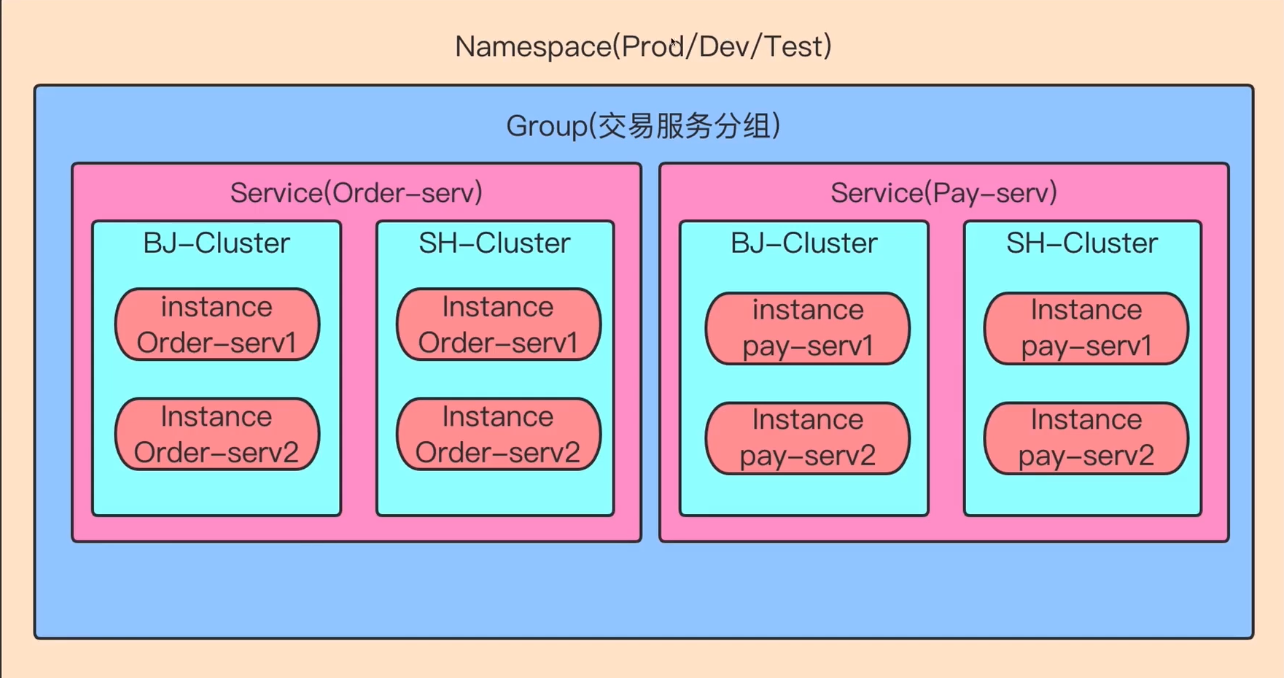 Namespace(Prod/Dev/Test)
Group(交易服务分组)
Service(Order-serv)
BJ-Cluster
instance
Order-serv1
Instance
Order-serv2
SH-Cluster
Instance
Order-serv1
Instance
Order-serv2
Service(Pay-serv)
BJ-Cluster
instance
pay-serv1
Instance
pay-serv2
SH-Cluster
Instance
pay-serv1
Instance
pay-serv2